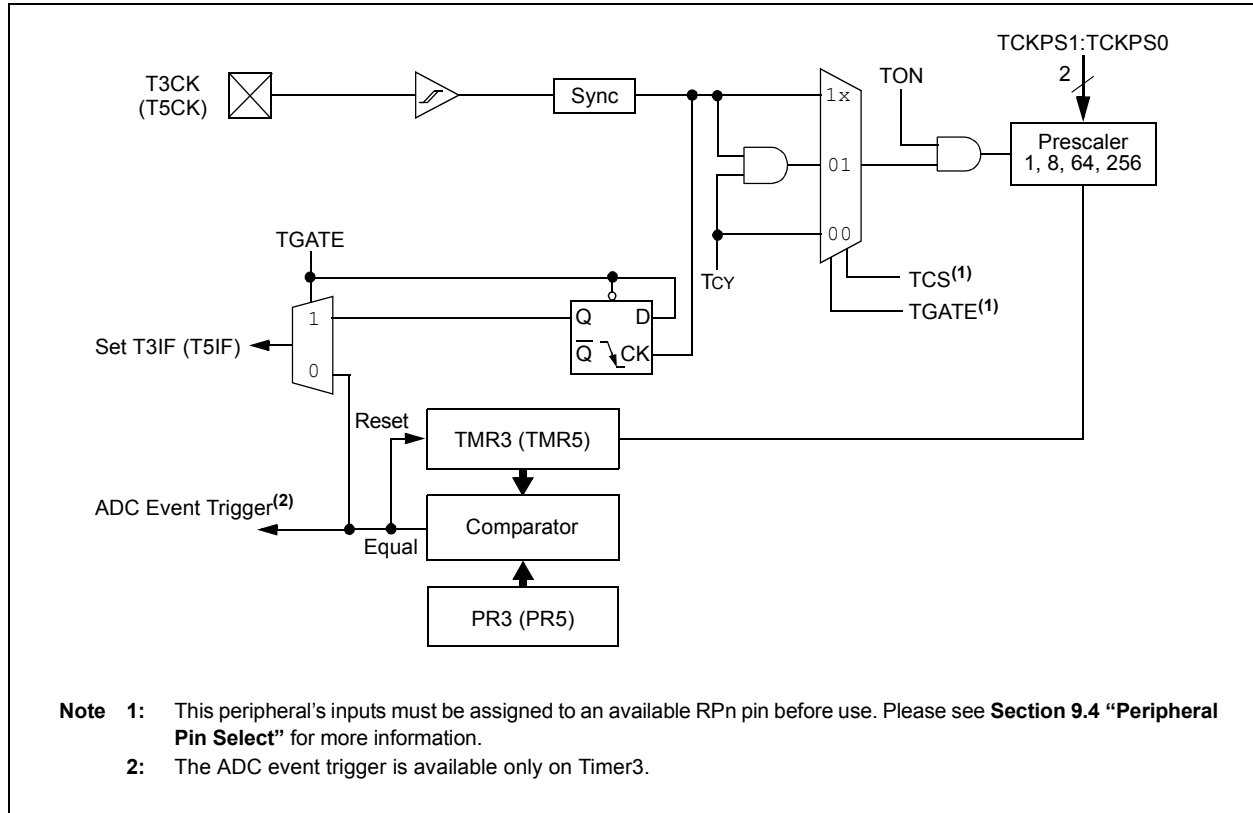 TCKPS1:TCKPS0
2
TON
T3CK
(T5CK)
Sync
1x
Prescaler
1, 8, 64, 256
01
00
TGATE
TCY
TCS(1)
TGATE(1)
1
Q D
Q CK
Set T3IF (T5IF)
0
Reset
TMR3 (TMR5)
ADC Event Trigger(2)
Comparator
Equal
PR3 (PR5)
Note 1: This peripheral’s inputs must be assigned to an available RPn pin before use. Please see Section 9.4 “Peripheral
Pin Select” for more information.
2: The ADC event trigger is available only on Timer3.